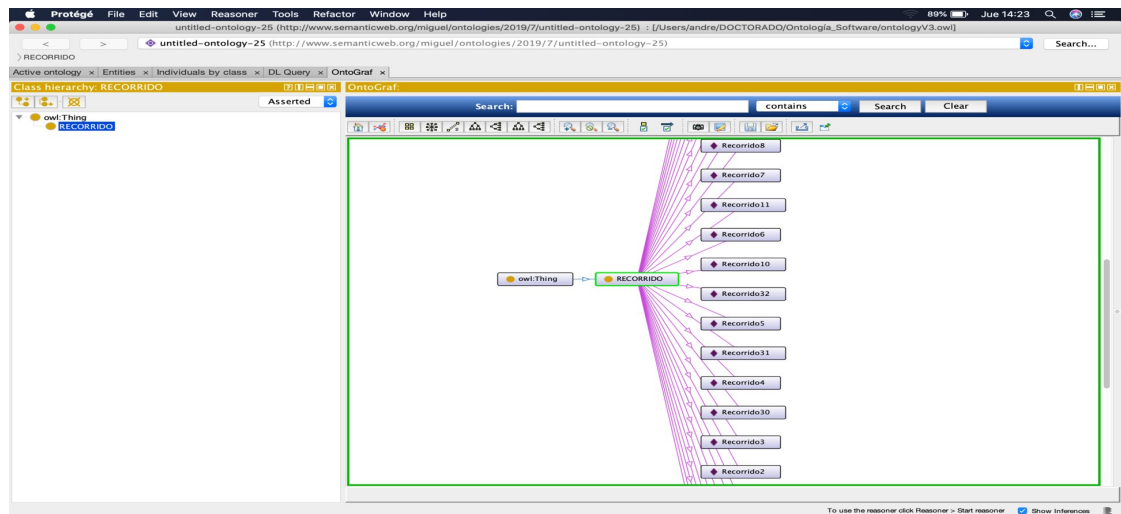 Protégé File Edit View Reasoner Tools Refactor Window Help 89% Jue 14:23
untitled-ontology-25 (http://www.semanticweb.org/miguel/ontologies/2019/7/untitled-ontology-25) : [/Users/andre/DOCTORADO/Ontología_Software/ontologyV3.owl]
< > untitled-ontology-25 (http://www.semanticweb.org/miguel/ontologies/2019/7/untitled-ontology-25) Search...
RECORRIDO
Active ontology × Entities × Individuals by class × DL Query × OntoGraf ×
Class hierarchy: RECORRIDO
Asserted
owl:Thing
RECORRIDO
OntoGraf:
Search: contains Search Clear
Recorrido8
Recorrido7
Recorrido11
Recorrido6
Recorrido10
owl:Thing RECORRIDO
Recorrido32
Recorrido5
Recorrido31
Recorrido4
Recorrido30
Recorrido3
Recorrido2
To use the reasoner click Reasoner > Start reasoner Show Inferences